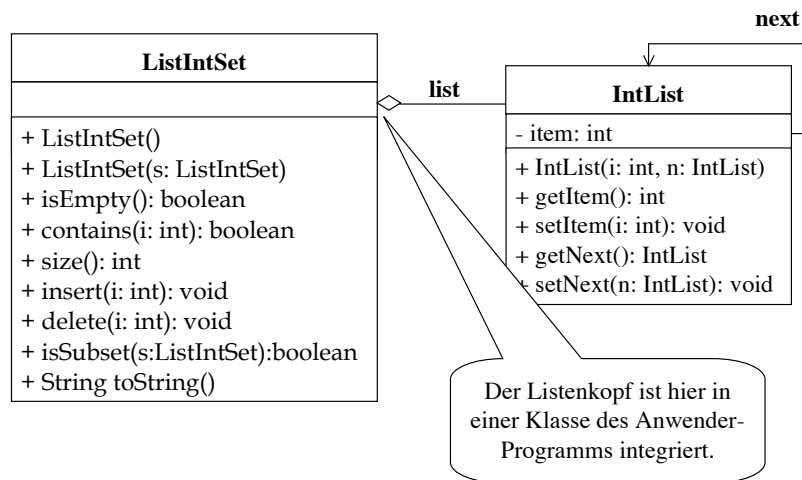 ListIntSet
+ ListIntSet()
+ ListIntSet(s: ListIntSet)
+ isEmpty(): boolean
+ contains(i: int): boolean
+ size(): int
+ insert(i: int): void
+ delete(i: int): void
+ isSubset(s:ListIntSet):boolean
+ String toString()
list
next
IntList
- item: int
+ IntList(i: int, n: IntList)
+ getItem(): int
+ setItem(i: int): void
+ getNext(): IntList
+ setNext(n: IntList): void
Der Listenkopf ist hier in
einer Klasse des Anwender-
Programms integriert.